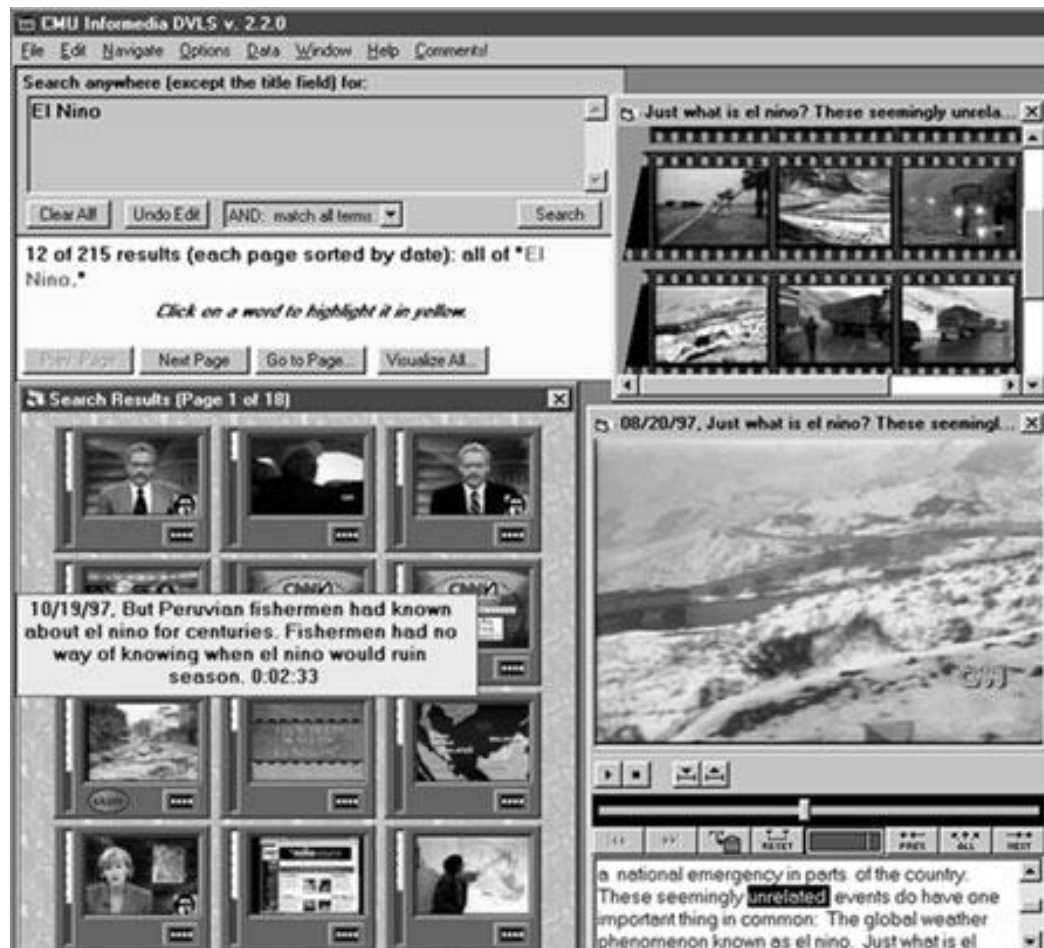 CMU Informedia DVLS v. 2.2.0
File Edit Navigate Options Data Window Help Comments!
Search anywhere (except the title field) for:
El Nino
Clear All! Undo Edit AND: match all terms Search
12 of 215 results (each page sorted by date): all of "El
Nino."
Click on a word to highlight it in yellow.
Prev Page Next Page Go to Page... Visualize All...
Search Results (Page 1 of 18)
10/19/97, But Peruvian fishermen had known
about el nino for centuries. Fishermen had no
way of knowing when el nino would ruin
season. 0:02:33
skim
Just what is el nino? These seemingly unrela...
08/20/97, Just what is el nino? These seemingl...
CNN
RESET PREV ALL NEXT
a national emergency in parts of the country.
These seemingly unrelated events do have one
important thing in common: The global weather
phenomenon known as el nino. Just what is el